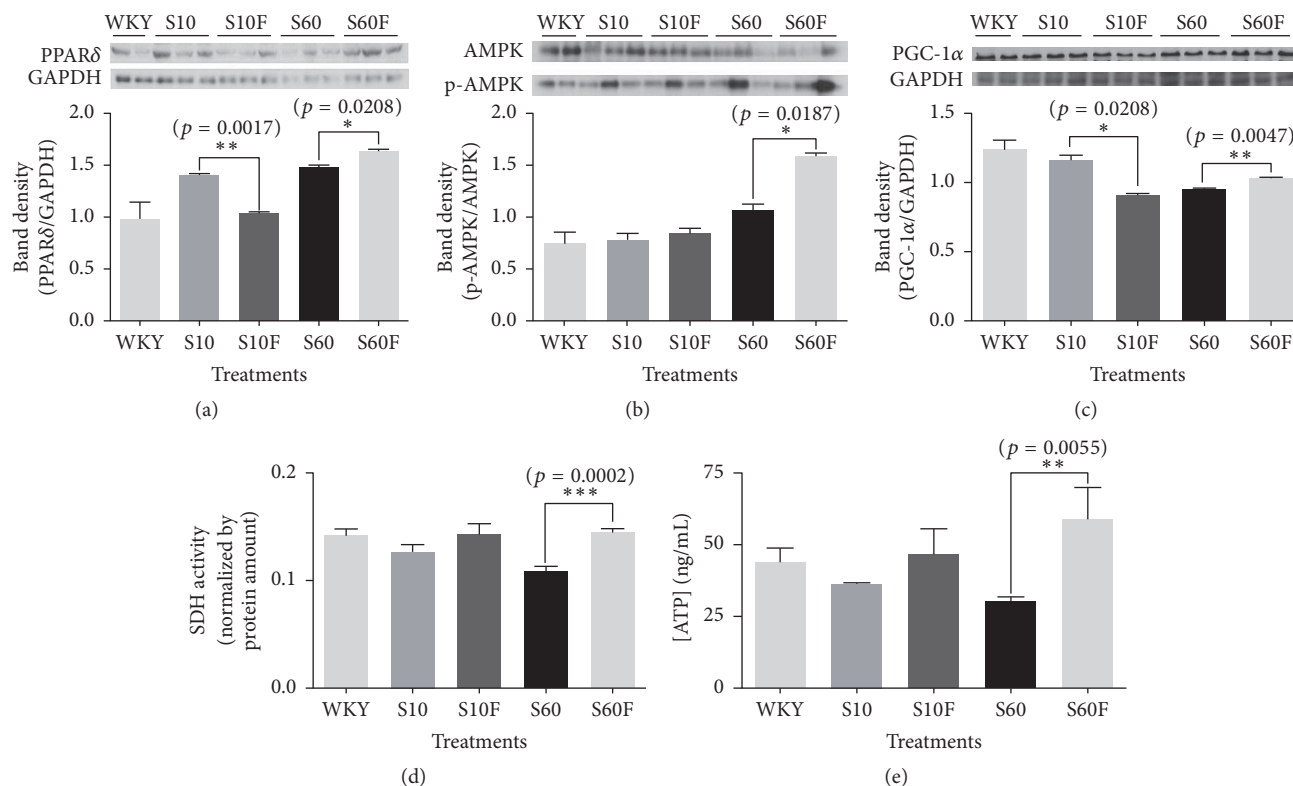 WKY S10 S10F S60 S60F
PPARδ
GAPDH
(p = 0.0208)
*
(p = 0.0017)
**
2.0
1.5
1.0
0.5
0.0
Band density
(PPARδ/GAPDH)
WKY S10 S10F S60 S60F
Treatments
(a)
WKY S10 S10F S60 S60F
AMPK
p-AMPK
(p = 0.0187)
*
2.0
1.5
1.0
0.5
0.0
Band density
(p-AMPK/AMPK)
WKY S10 S10F S60 S60F
Treatments
(b)
WKY S10 S10F S60 S60F
PGC-1α
GAPDH
(p = 0.0208)
*
(p = 0.0047)
**
1.5
1.0
0.5
0.0
Band density
(PGC-1α/GAPDH)
WKY S10 S10F S60 S60F
Treatments
(c)
(p = 0.0002)
***
0.2
0.1
0.0
SDH activity
(normalized by
protein amount)
WKY S10 S10F S60 S60F
Treatments
(d)
(p = 0.0055)
**
75
50
25
0
[ATP] (ng/mL)
WKY S10 S10F S60 S60F
Treatments
(e)